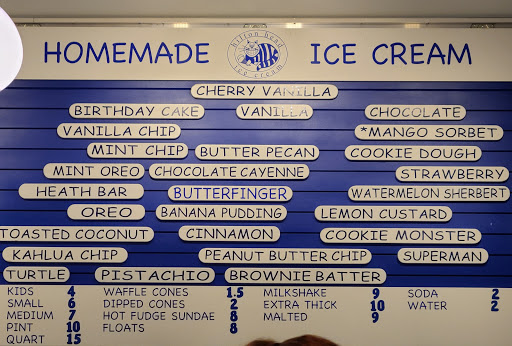 HOMEMADE hilton head ice cream ICE CREAM
CHERRY VANILLA
BIRTHDAY CAKE VANILLA CHOCOLATE
VANILLA CHIP *MANGO SORBET
MINT CHIP BUTTER PECAN COOKIE DOUGH
MINT OREO CHOCOLATE CAYENNE STRAWBERRY
HEATH BAR BUTTERFINGER WATERMELON SHERBERT
OREO BANANA PUDDING LEMON CUSTARD
TOASTED COCONUT CINNAMON COOKIE MONSTER
KAHLUA CHIP PEANUT BUTTER CHIP SUPERMAN
TURTLE PISTACHIO BROWNIE BATTER
KIDS 4 WAFFLE CONES 1.5 MILKSHAKE 9 SODA 2
SMALL 6 DIPPED CONES 2 EXTRA THICK 10 WATER 2
MEDIUM 7 HOT FUDGE SUNDAE 8 MALTED 9
PINT 10 FLOATS 8
QUART 15